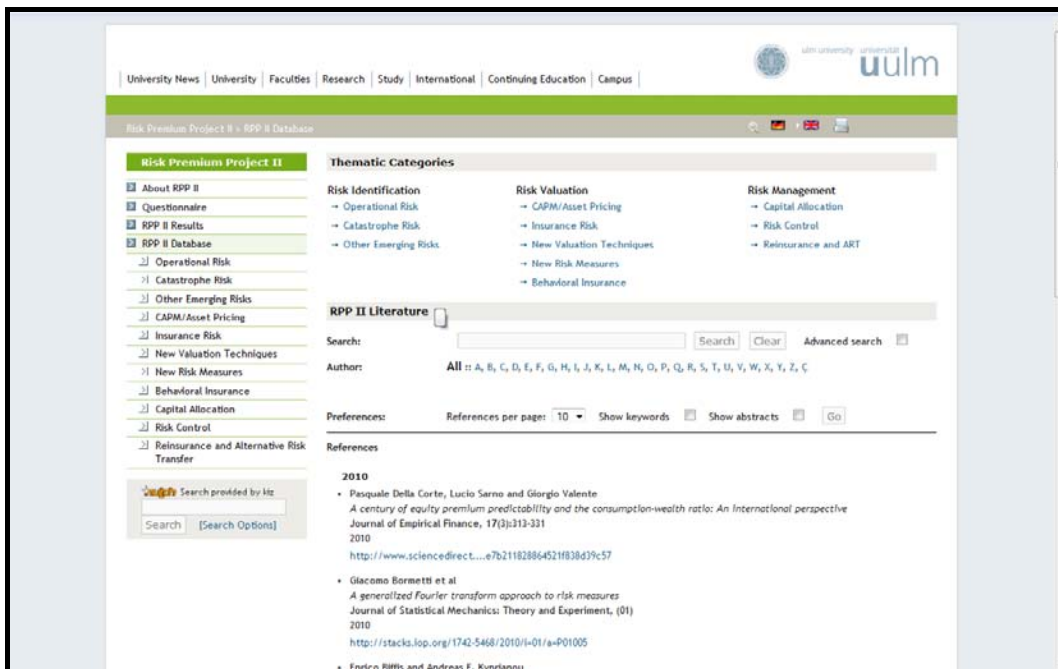 ulm university universität
uulm
University News | University | Faculties | Research | Study | International | Continuing Education | Campus
Risk Premium Project II » RPP II Database
Risk Premium Project II
About RPP II
Questionnaire
RPP II Results
RPP II Database
Operational Risk
Catastrophe Risk
Other Emerging Risks
CAPM/Asset Pricing
Insurance Risk
New Valuation Techniques
New Risk Measures
Behavioral Insurance
Capital Allocation
Risk Control
Reinsurance and Alternative Risk
Transfer
Search provided by kiz
Search [Search Options]
Thematic Categories
Risk Identification Risk Valuation Risk Management
→ Operational Risk → CAPM/Asset Pricing → Capital Allocation
→ Catastrophe Risk → Insurance Risk → Risk Control
→ Other Emerging Risks → New Valuation Techniques → Reinsurance and ART
→ New Risk Measures
→ Behavioral Insurance
RPP II Literature
Search: Search Clear Advanced search
Author: All :: A, B, C, D, E, F, G, H, I, J, K, L, M, N, O, P, Q, R, S, T, U, V, W, X, Y, Z, Ç
Preferences: References per page: 10 Show keywords Show abstracts Go
References
2010
• Pasquale Della Corte, Lucio Sarno and Giorgio Valente
A century of equity premium predictability and the consumption-wealth ratio: An international perspective
Journal of Empirical Finance, 17(3):313-331
2010
http://www.sciencedirect....e7b211828864521f838d39c57
• Giacomo Bormetti et al
A generalized Fourier transform approach to risk measures
Journal of Statistical Mechanics: Theory and Experiment, (01)
2010
http://stacks.iop.org/1742-5468/2010/i=01/a=P01005
• Enrico Biffis and Andreas E. Kyprianou